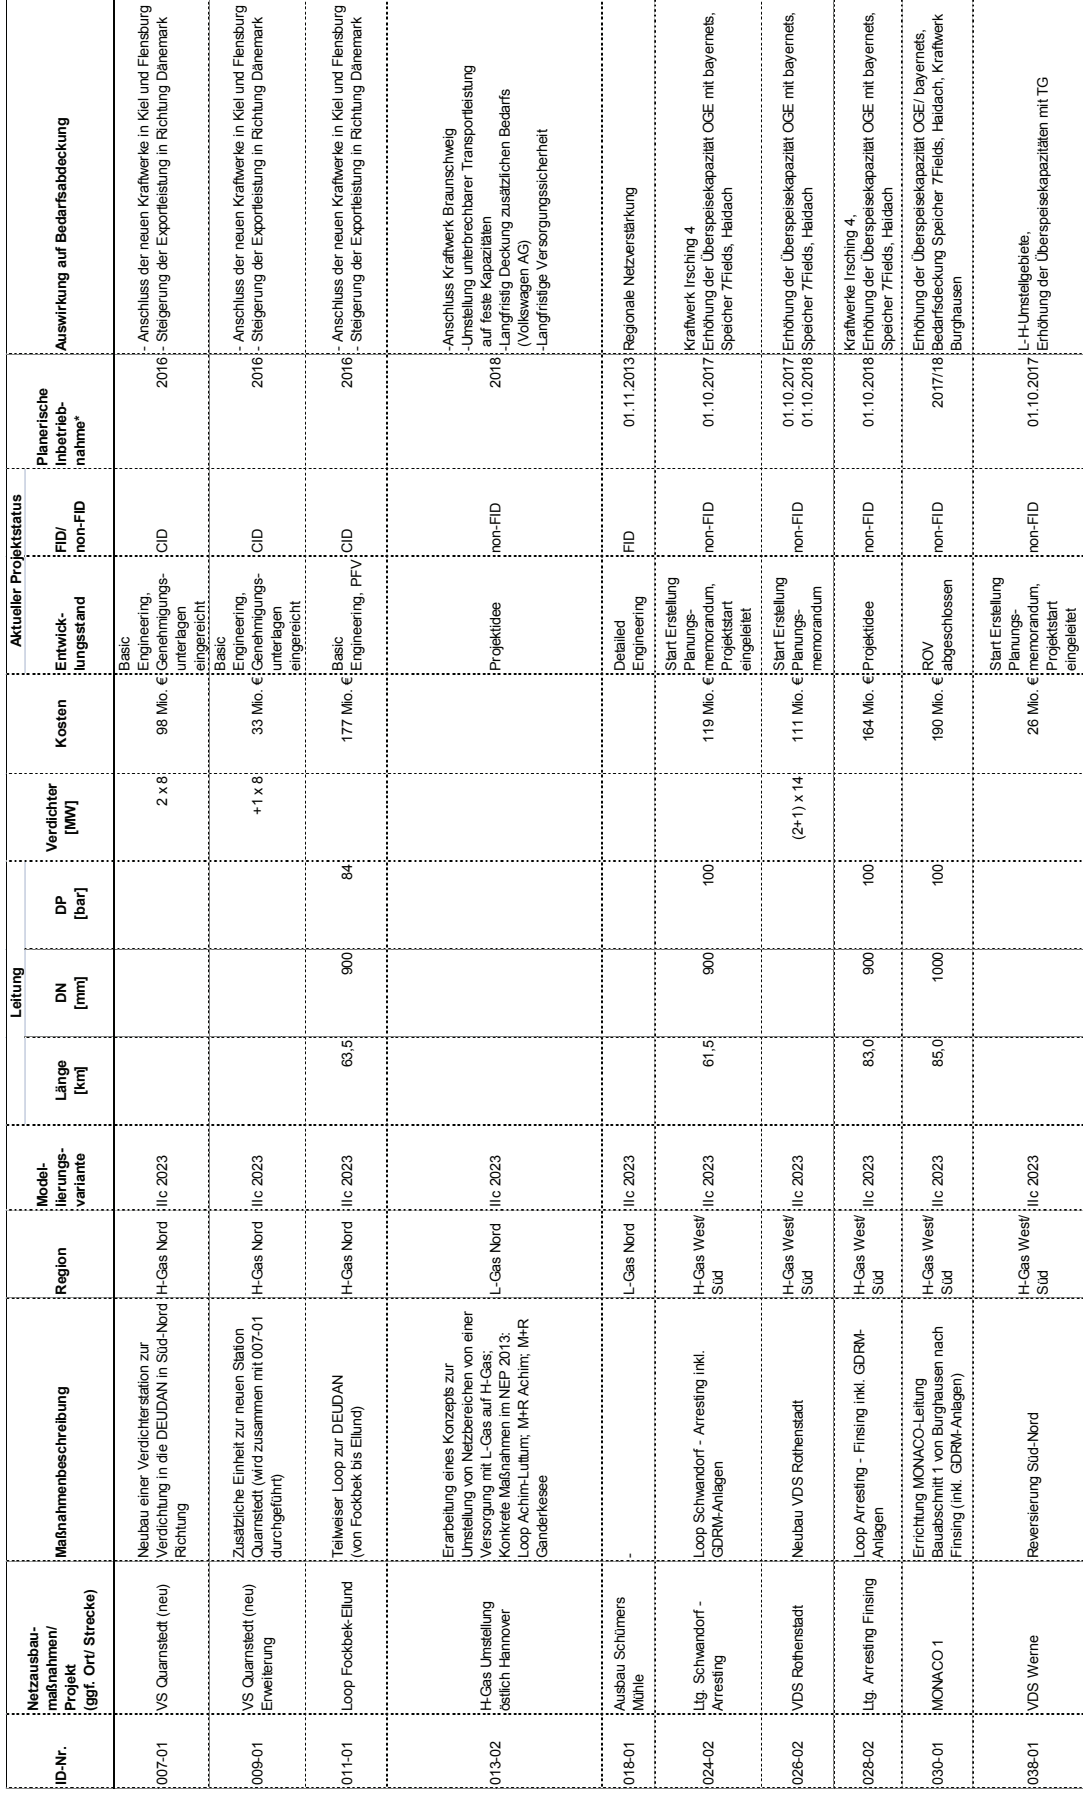 ID-Nr.
Netzausbau-
maßnahmen/
Projekt
(ggf. Ort/ Strecke)
Maßnahmenbeschreibung
Region
Model-
lierungs-
variante
Leitung
Länge
[km]
DN
[mm]
DP
[bar]
Verdichter
[MW]
Kosten
Aktueller Projektstatus
Entwick-
lungsstand
FID/
non-FID
Planerische
Inbetrieb-
nahme*
Auswirkung auf Bedarfsabdeckung
007-01
VS Quarnstedt (neu)
Neubau einer Verdichterstation zur
Verdichtung in die DEUDAN in Süd-Nord
Richtung
H-Gas Nord
IIc 2023
2 x 8
98 Mio. €
Basic
Engineering,
Genehmigungs-
unterlagen
eingereicht
CID
2016
- Anschluss der neuen Kraftwerke in Kiel und Flensburg
- Steigerung der Exportleistung in Richtung Dänemark
009-01
VS Quarnstedt (neu)
Erweiterung
Zusätzliche Einheit zur neuen Station
Quarnstedt (wird zusammen mit 007-01
durchgeführt)
H-Gas Nord
IIc 2023
+1 x 8
33 Mio. €
Basic
Engineering,
Genehmigungs-
unterlagen
eingereicht
CID
2016
- Anschluss der neuen Kraftwerke in Kiel und Flensburg
- Steigerung der Exportleistung in Richtung Dänemark
011-01
Loop Fockbek-Ellund
Teilweiser Loop zur DEUDAN
(von Fockbek bis Ellund)
H-Gas Nord
IIc 2023
63,5
900
84
177 Mio. €
Basic
Engineering, PFV
CID
2016
- Anschluss der neuen Kraftwerke in Kiel und Flensburg
- Steigerung der Exportleistung in Richtung Dänemark
013-02
H-Gas Umstellung
östlich Hannover
Erarbeitung eines Konzepts zur
Umstellung von Netzbereichen von einer
Versorgung mit L-Gas auf H-Gas;
Konkrete Maßnahmen im NEP 2013:
Loop Achim-Luttum; M+R Achim; M+R
Ganderkesee
L-Gas Nord
IIc 2023
Projektidee
non-FID
2018
-Anschluss Kraftwerk Braunschweig
-Umstellung unterbrechbarer Transportleistung
auf feste Kapazitäten
-Langfristig Deckung zusätzlichen Bedarfs
(Volkswagen AG)
-Langfristige Versorgungssicherheit
018-01
Ausbau Schümers
Mühle
-
L-Gas Nord
IIc 2023
Detailed
Engineering
FID
01.11.2013
Regionale Netzverstärkung
024-02
Ltg. Schwandorf -
Arresting
Loop Schwandorf - Arresting inkl.
GDRM-Anlagen
H-Gas West/
Süd
IIc 2023
61,5
900
100
119 Mio. €
Start Erstellung
Planungs-
memorandum,
Projektstart
eingeleitet
non-FID
01.10.2017
Kraftwerk Irsching 4
Erhöhung der Überspeisekapazität OGE mit bayernets,
Speicher 7Fields, Haidach
026-02
VDS Rothenstadt
Neubau VDS Rothenstadt
H-Gas West/
Süd
IIc 2023
(2+1) x 14
111 Mio. €
Start Erstellung
Planungs-
memorandum
non-FID
01.10.2017
01.10.2018
Erhöhung der Überspeisekapazität OGE mit bayernets,
Speicher 7Fields, Haidach
028-02
Ltg. Arresting Finsing
Loop Arresting - Finsing inkl. GDRM-
Anlagen
H-Gas West/
Süd
IIc 2023
83,0
900
100
164 Mio. €
Projektidee
non-FID
01.10.2018
Kraftwerke Irsching 4,
Erhöhung der Überspeisekapazität OGE mit bayernets,
Speicher 7Fields, Haidach
030-01
MONACO 1
Errichtung MONACO-Leitung
Bauabschnitt 1 von Burghausen nach
Finsing (inkl. GDRM-Anlagen)
H-Gas West/
Süd
IIc 2023
85,0
1000
100
190 Mio. €
ROV
abgeschlossen
non-FID
2017/18
Erhöhung der Überspeisekapazität OGE/ bayernets,
Bedarfsdeckung Speicher 7Fields, Haidach, Kraftwerk
Burghausen
038-01
VDS Werne
Reversierung Süd-Nord
H-Gas West/
Süd
IIc 2023
26 Mio. €
Start Erstellung
Planungs-
memorandum,
Projektstart
eingeleitet
non-FID
01.10.2017
L-H-Umstellgebiete,
Erhöhung der Überspeisekapazitäten mit TG